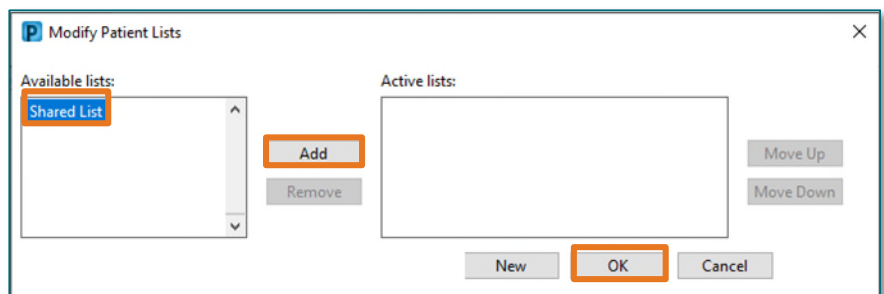 P Modify Patient Lists
Available lists:
Active lists:
Shared List
Add
Move Up
Remove
Move Down
New
OK
Cancel